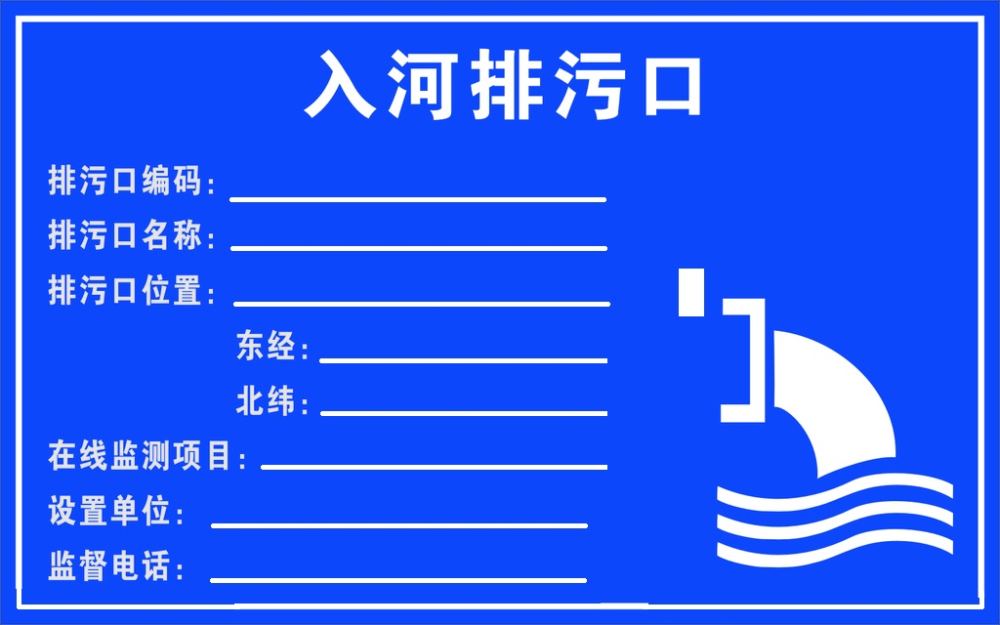 入河排污口
排污口编码：
排污口名称：
排污口位置：
东经：
北纬：
在线监测项目：
设置单位：
监督电话：